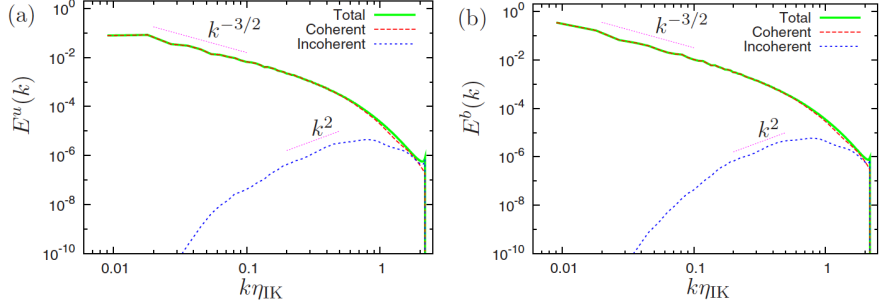 (a)
10^0
10^-2
10^-4
10^-6
10^-8
10^-10
E^u(k)
k^-3/2
Total
Coherent
Incoherent
k^2
0.01
0.1
1
kη_IK
(b)
10^0
10^-2
10^-4
10^-6
10^-8
10^-10
E^b(k)
k^-3/2
Total
Coherent
Incoherent
k^2
0.01
0.1
1
kη_IK